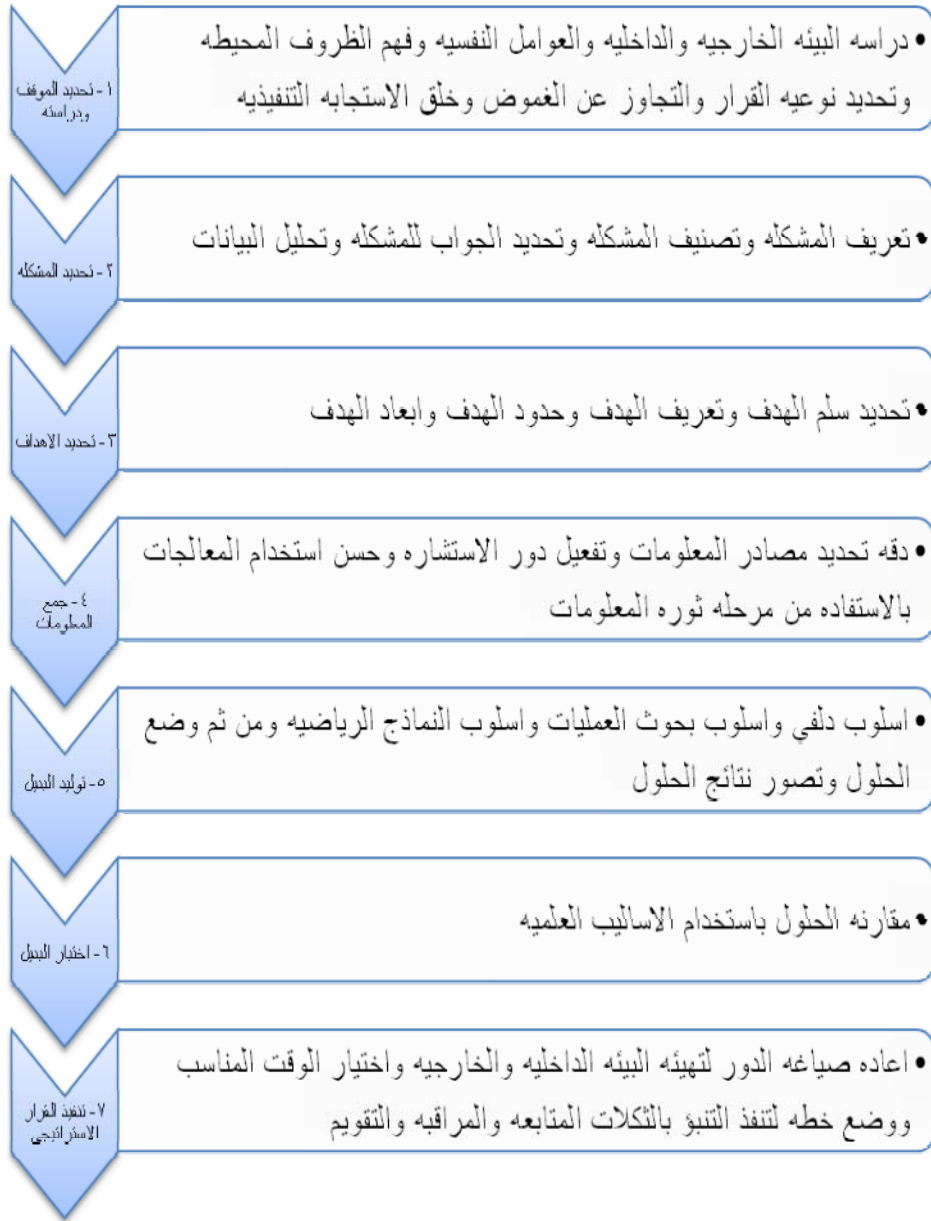 ١- تحديد الموقف
ودراسته
•دراسه البيئه الخارجيه والداخليه والعوامل النفسيه وفهم الظروف المحيطه
وتحديد نوعيه القرار والتجاوز عن الغموض وخلق الاستجابه التنفيذيه
٢- تحديد المشكله
•تعريف المشكله وتصنيف المشكله وتحديد الجواب للمشكله وتحليل البيانات
٣- تحديد الاهداف
•تحديد سلم الهدف وتعريف الهدف وحدود الهدف وابعاد الهدف
٤- جمع
المعلومات
•دقه تحديد مصادر المعلومات وتفعيل دور الاستشاره وحسن استخدام المعالجات
بالاستفاده من مرحله ثوره المعلومات
٥- توليد البديل
•اسلوب دلفي واسلوب بحوث العمليات واسلوب النماذج الرياضيه ومن ثم وضع
الحلول وتصور نتائج الحلول
٦- اختبار البديل
•مقارنه الحلول باستخدام الاساليب العلميه
٧- تنفيذ القرار
الاستراتيجي
•اعاده صياغه الدور لتهيئه البيئه الداخليه والخارجيه واختيار الوقت المناسب
ووضع خطه لتنفذ التنبؤ بالثكلات المتابعه والمراقبه والتقويم